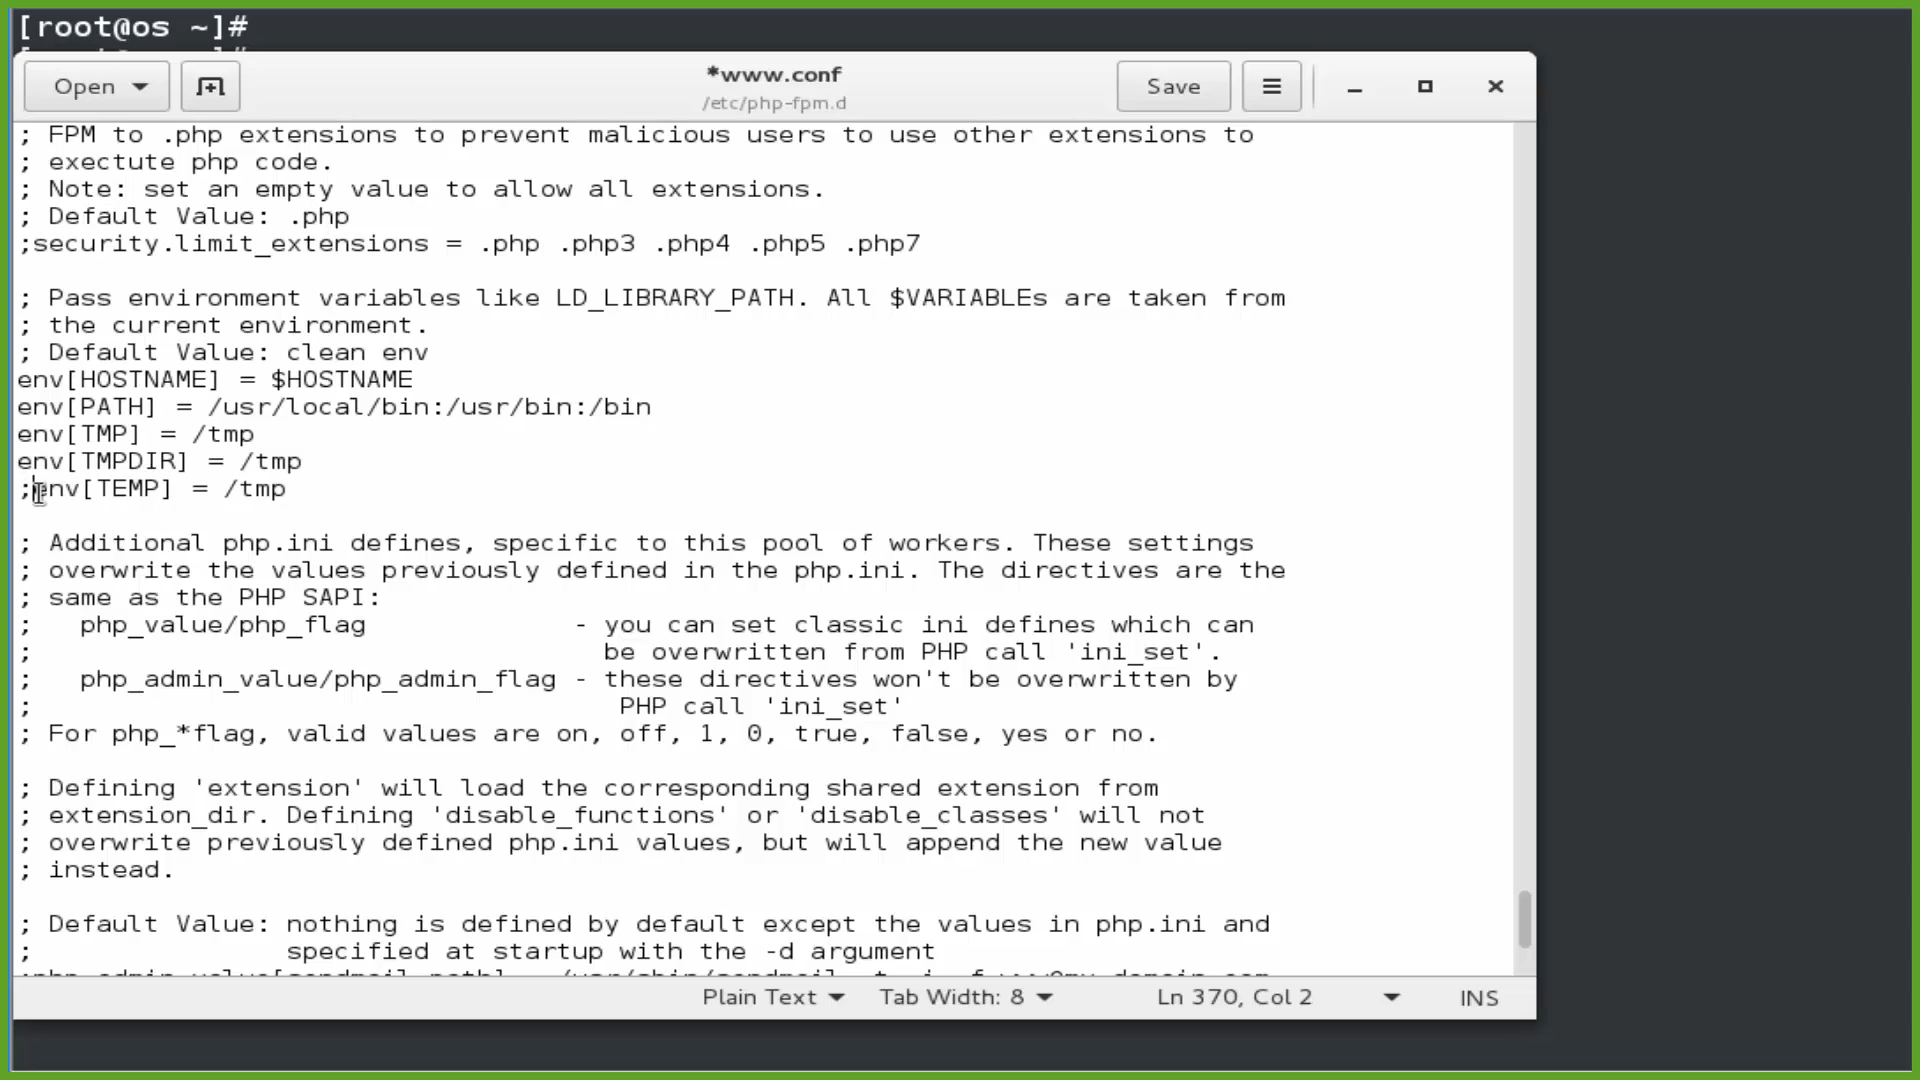 [root@os ~]#
Open
*www.conf
/etc/php-fpm.d
Save
; FPM to .php extensions to prevent malicious users to use other extensions to
; exectute php code.
; Note: set an empty value to allow all extensions.
; Default Value: .php
;security.limit_extensions = .php .php3 .php4 .php5 .php7
; Pass environment variables like LD_LIBRARY_PATH. All $VARIABLEs are taken from
; the current environment.
; Default Value: clean env
env[HOSTNAME] = $HOSTNAME
env[PATH] = /usr/local/bin:/usr/bin:/bin
env[TMP] = /tmp
env[TMPDIR] = /tmp
;env[TEMP] = /tmp
; Additional php.ini defines, specific to this pool of workers. These settings
; overwrite the values previously defined in the php.ini. The directives are the
; same as the PHP SAPI:
;   php_value/php_flag             - you can set classic ini defines which can
;                                    be overwritten from PHP call 'ini_set'.
;   php_admin_value/php_admin_flag - these directives won't be overwritten by
;                                     PHP call 'ini_set'
; For php_*flag, valid values are on, off, 1, 0, true, false, yes or no.
; Defining 'extension' will load the corresponding shared extension from
; extension_dir. Defining 'disable_functions' or 'disable_classes' will not
; overwrite previously defined php.ini values, but will append the new value
; instead.
; Default Value: nothing is defined by default except the values in php.ini and
;                specified at startup with the -d argument
Plain Text
Tab Width: 8
Ln 370, Col 2
INS